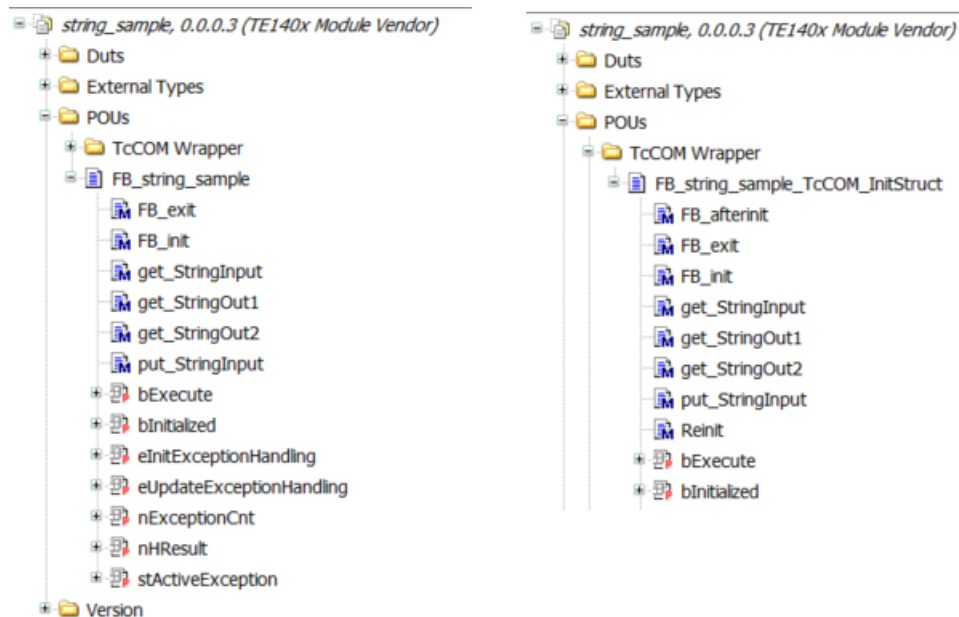 string_sample, 0.0.0.3 (TE140x Module Vendor)
Duts
External Types
POUs
TcCOM Wrapper
FB_string_sample
FB_exit
FB_init
get_StringInput
get_StringOut1
get_StringOut2
put_StringInput
bExecute
bInitialized
eInitExceptionHandling
eUpdateExceptionHandling
nExceptionCnt
nHResult
stActiveException
Version
string_sample, 0.0.0.3 (TE140x Module Vendor)
Duts
External Types
POUs
TcCOM Wrapper
FB_string_sample_TcCOM_InitStruct
FB_afterinit
FB_exit
FB_init
get_StringInput
get_StringOut1
get_StringOut2
put_StringInput
Reinit
bExecute
bInitialized